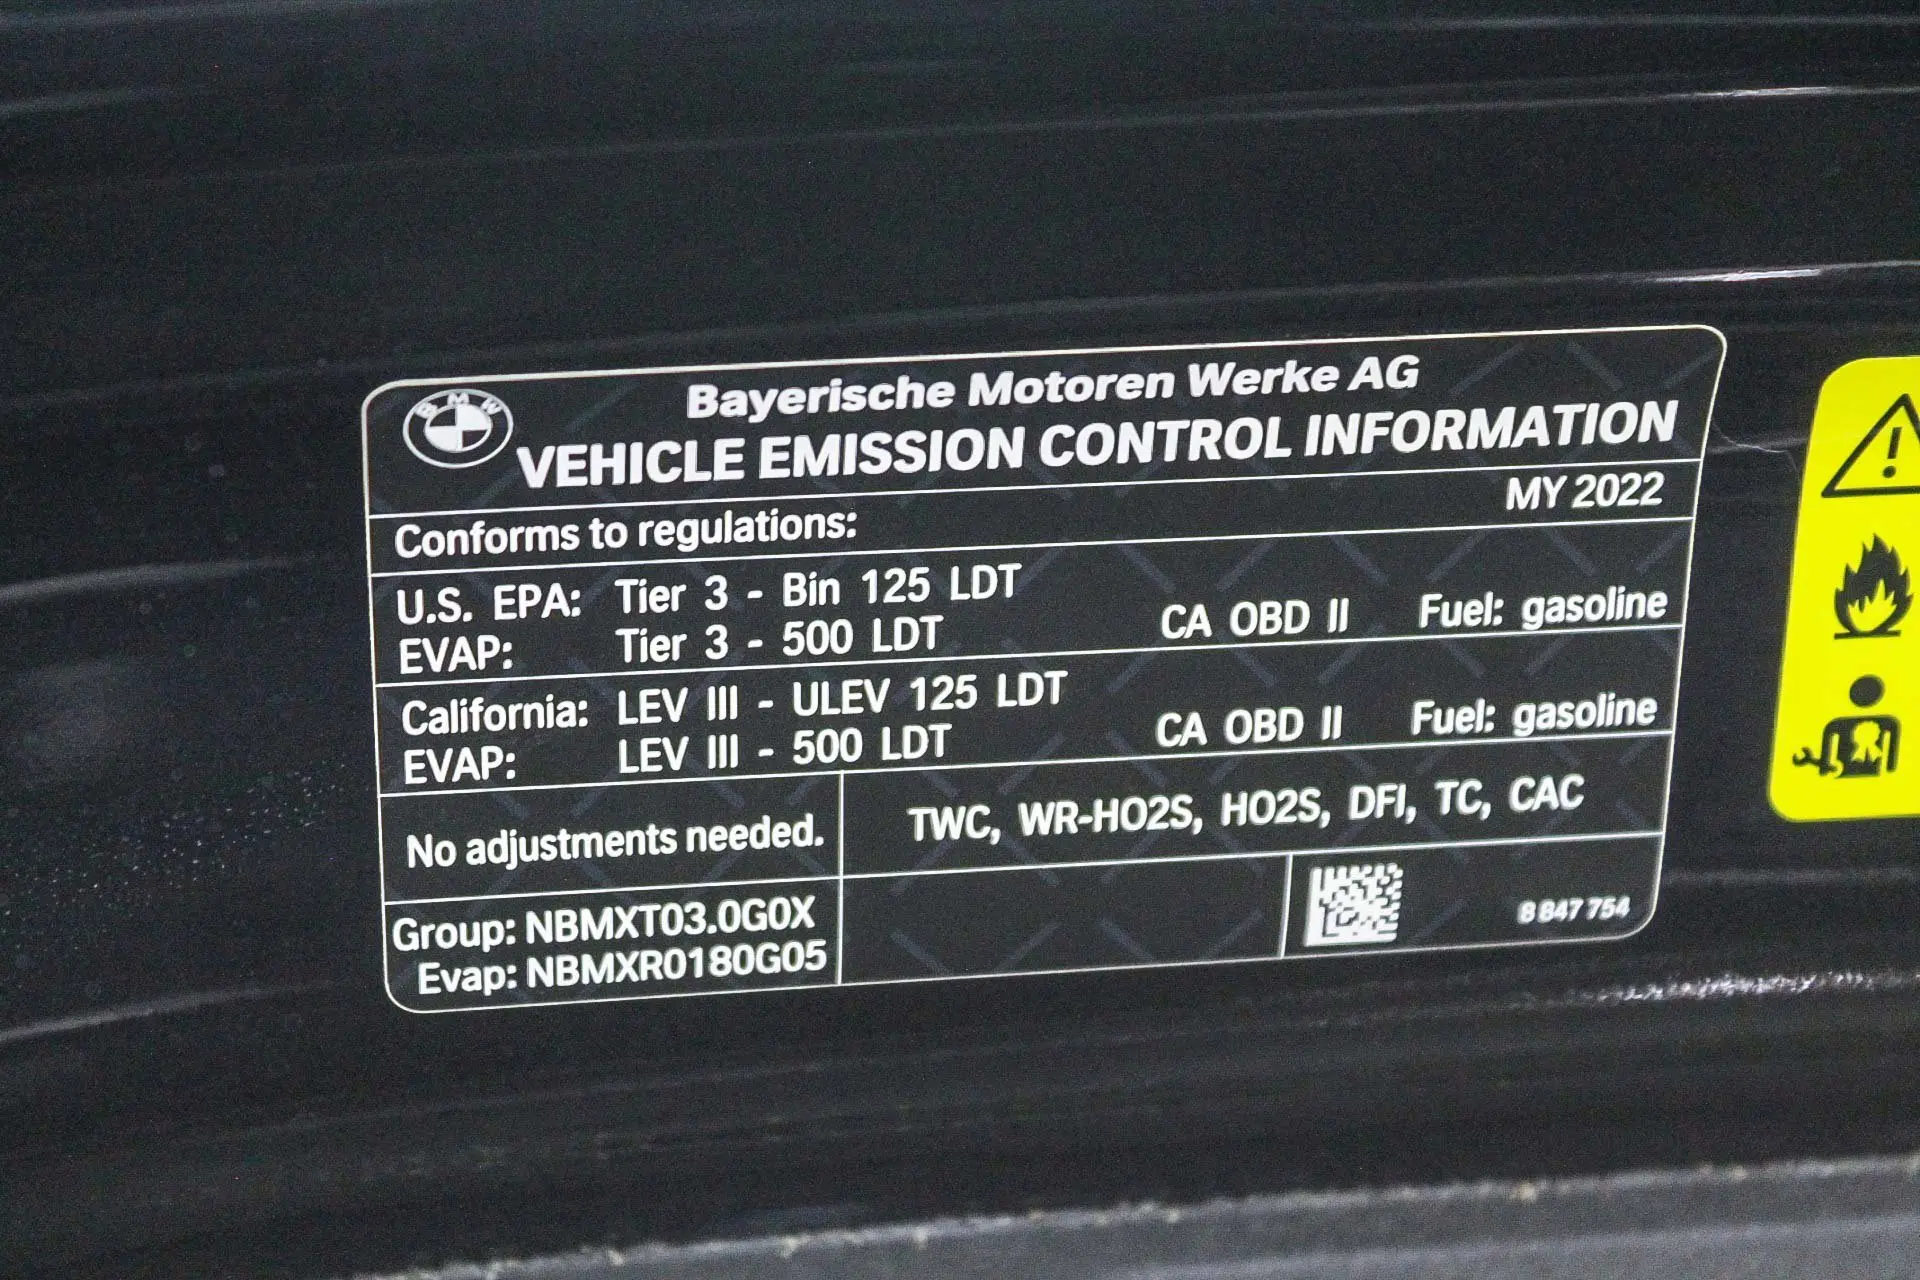 BMW
Bayerische Motoren Werke AG
VEHICLE EMISSION CONTROL INFORMATION
MY 2022
Conforms to regulations:
U.S. EPA: Tier 3 - Bin 125 LDT
EVAP: Tier 3 - 500 LDT CA OBD II Fuel: gasoline
California: LEV III - ULEV 125 LDT
EVAP: LEV III - 500 LDT CA OBD II Fuel: gasoline
No adjustments needed. TWC, WR-HO2S, HO2S, DFI, TC, CAC
Group: NBMXT03.0G0X
Evap: NBMXR0180G05
8 847 754